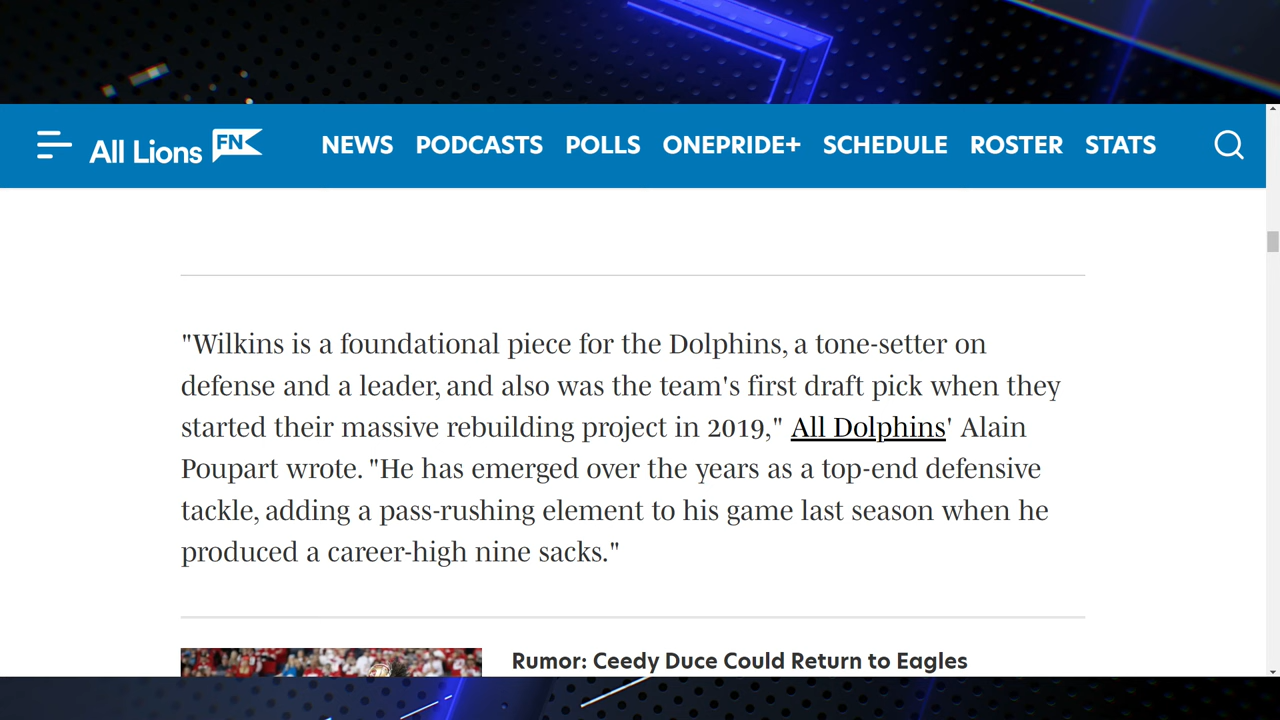 All Lions FN NEWS PODCASTS POLLS ONEPRIDE+ SCHEDULE ROSTER STATS
"Wilkins is a foundational piece for the Dolphins, a tone-setter on
defense and a leader, and also was the team's first draft pick when they
started their massive rebuilding project in 2019," All Dolphins' Alain
Poupart wrote. "He has emerged over the years as a top-end defensive
tackle, adding a pass-rushing element to his game last season when he
produced a career-high nine sacks."
Rumor: Ceedy Duce Could Return to Eagles